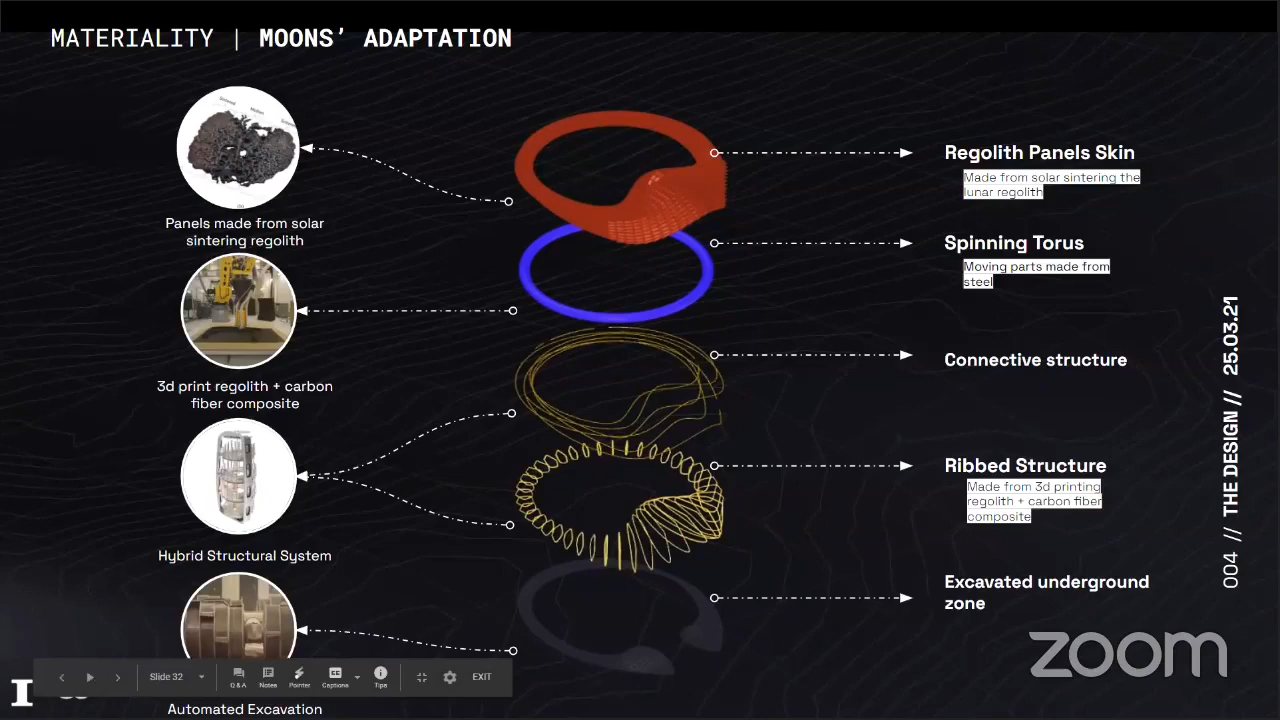 MATERIALITY | MOONS’ ADAPTATION
Panels made from solar
sintering regolith
3d print regolith + carbon
fiber composite
Hybrid Structural System
Automated Excavation
Regolith Panels Skin
Made from solar sintering the
lunar regolith
Spinning Torus
Moving parts made from
steel
Connective structure
Ribbed Structure
Made from 3d printing
regolith + carbon fiber
composite
Excavated underground
zone
004 // THE DESIGN // 25.03.21
zoom
Slide 32
Q & A
Notes
Pointer
CC
Captions
Tips
EXIT
I